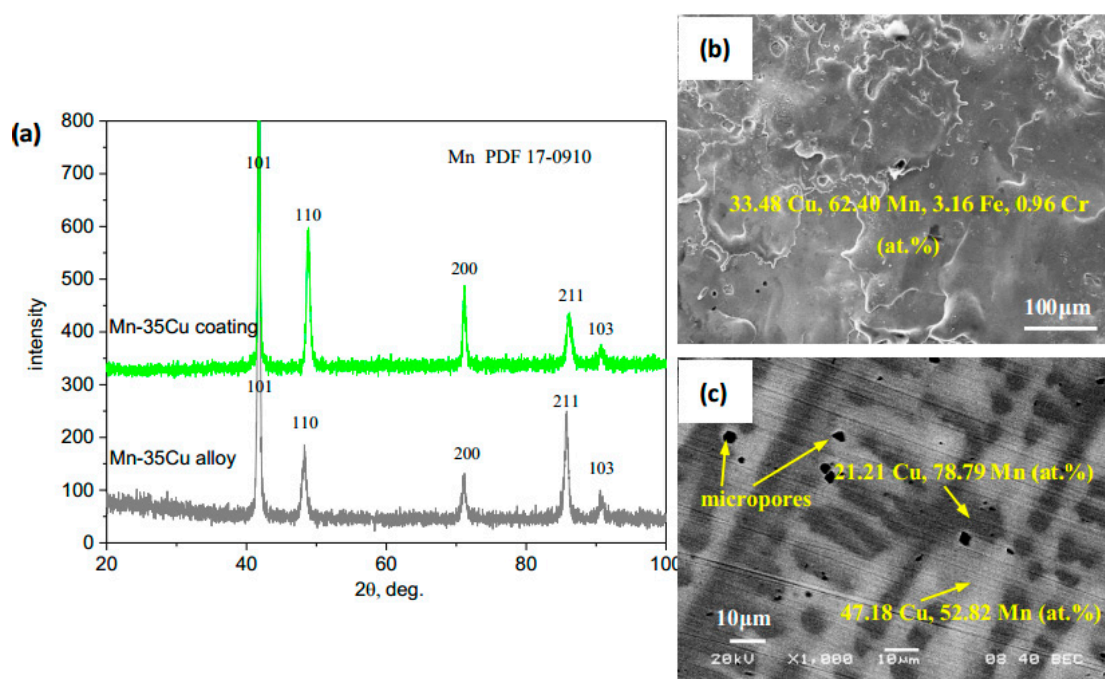 (a)
800
700
600
500
400
300
200
100
0
intensity
Mn PDF 17-0910
101
110
200
211
103
Mn-35Cu coating
101
110
200
211
103
Mn-35Cu alloy
20
40
60
80
100
2θ, deg.
(b)
33.48 Cu, 62.40 Mn, 3.16 Fe, 0.96 Cr
(at.%)
100μm
(c)
micropores
21.21 Cu, 78.79 Mn (at.%)
47.18 Cu, 52.82 Mn (at.%)
10μm
20kV X1,000 10μm 08 40 BEC